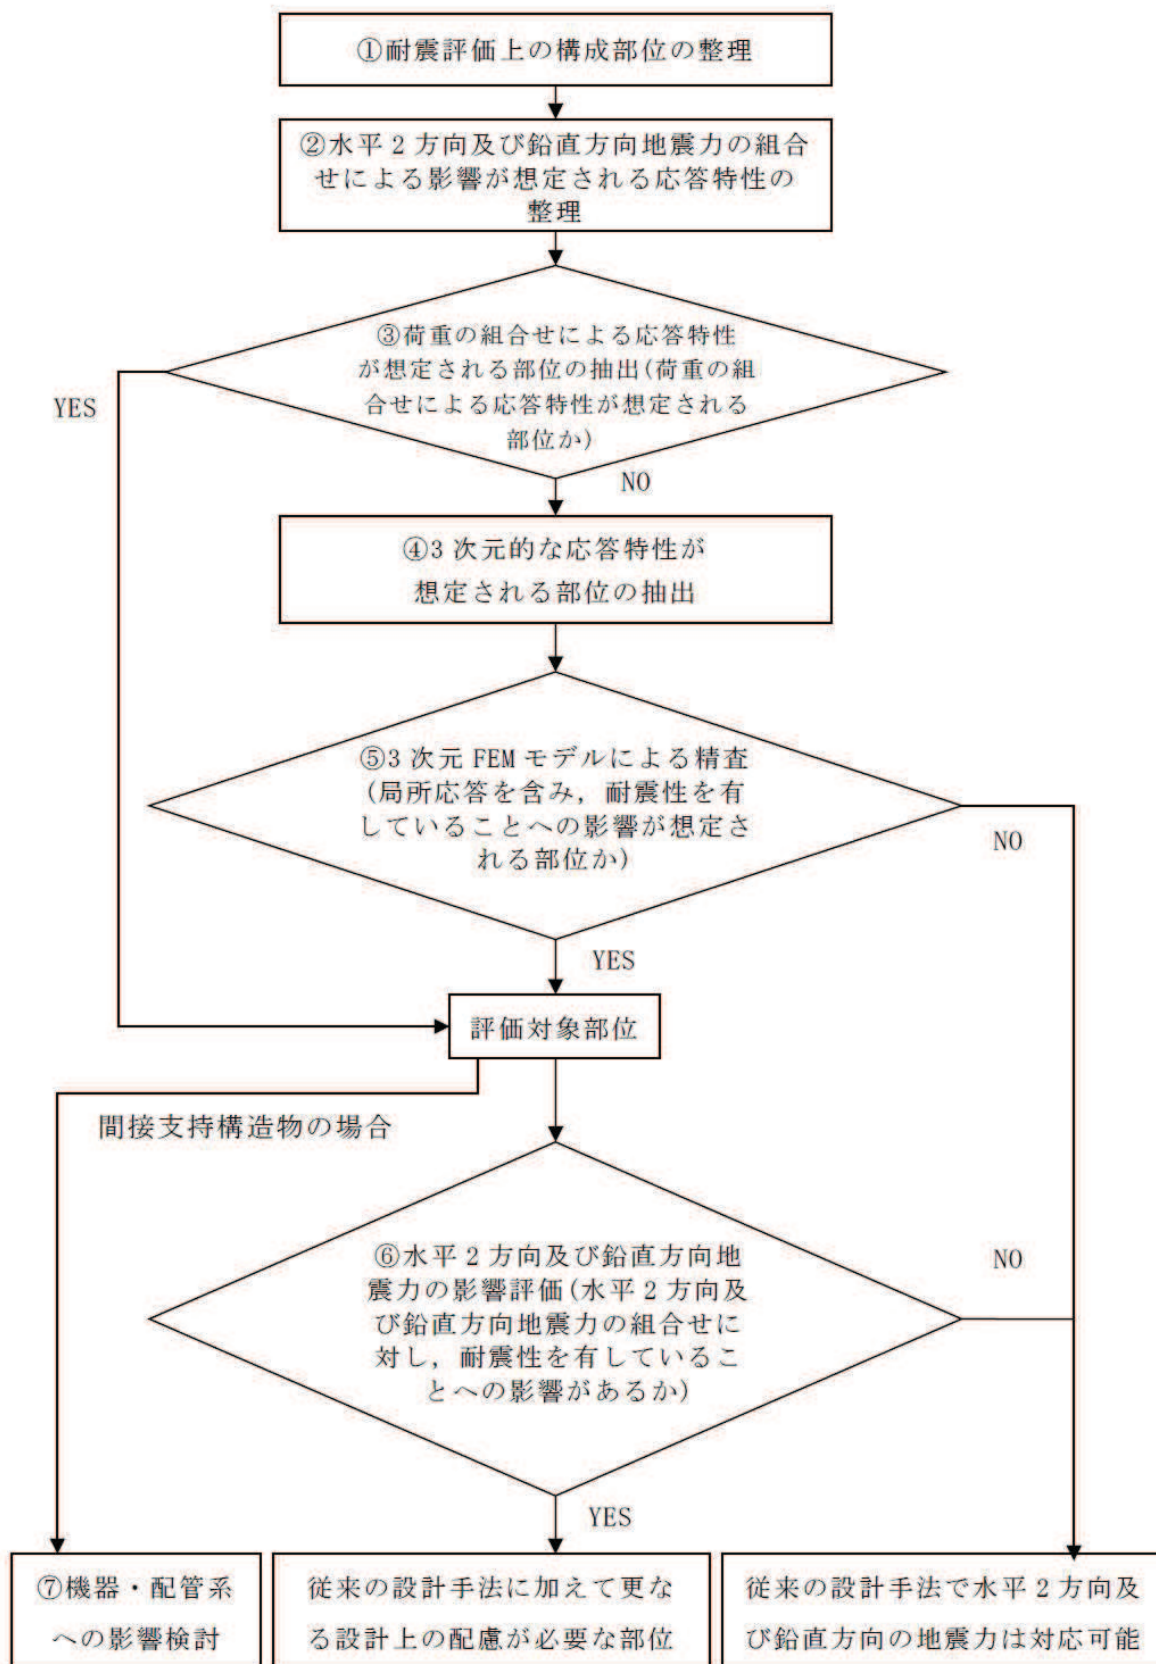 ①耐震評価上の構成部位の整理
②水平2方向及び鉛直方向地震力の組合
せによる影響が想定される応答特性の
整理
③荷重の組合せによる応答特性
が想定される部位の抽出(荷重の組
合せによる応答特性が想定される
部位か)
YES
NO
④3次元的な応答特性が
想定される部位の抽出
⑤3次元FEMモデルによる精査
(局所応答を含み，耐震性を有
していることへの影響が想定さ
れる部位か)
NO
YES
評価対象部位
間接支持構造物の場合
⑥水平2方向及び鉛直方向地
震力の影響評価(水平2方向及
び鉛直方向地震力の組合せに
対し，耐震性を有しているこ
とへの影響があるか)
NO
YES
⑦機器・配管系
への影響検討
従来の設計手法に加えて更な
る設計上の配慮が必要な部位
従来の設計手法で水平2方向及
び鉛直方向の地震力は対応可能